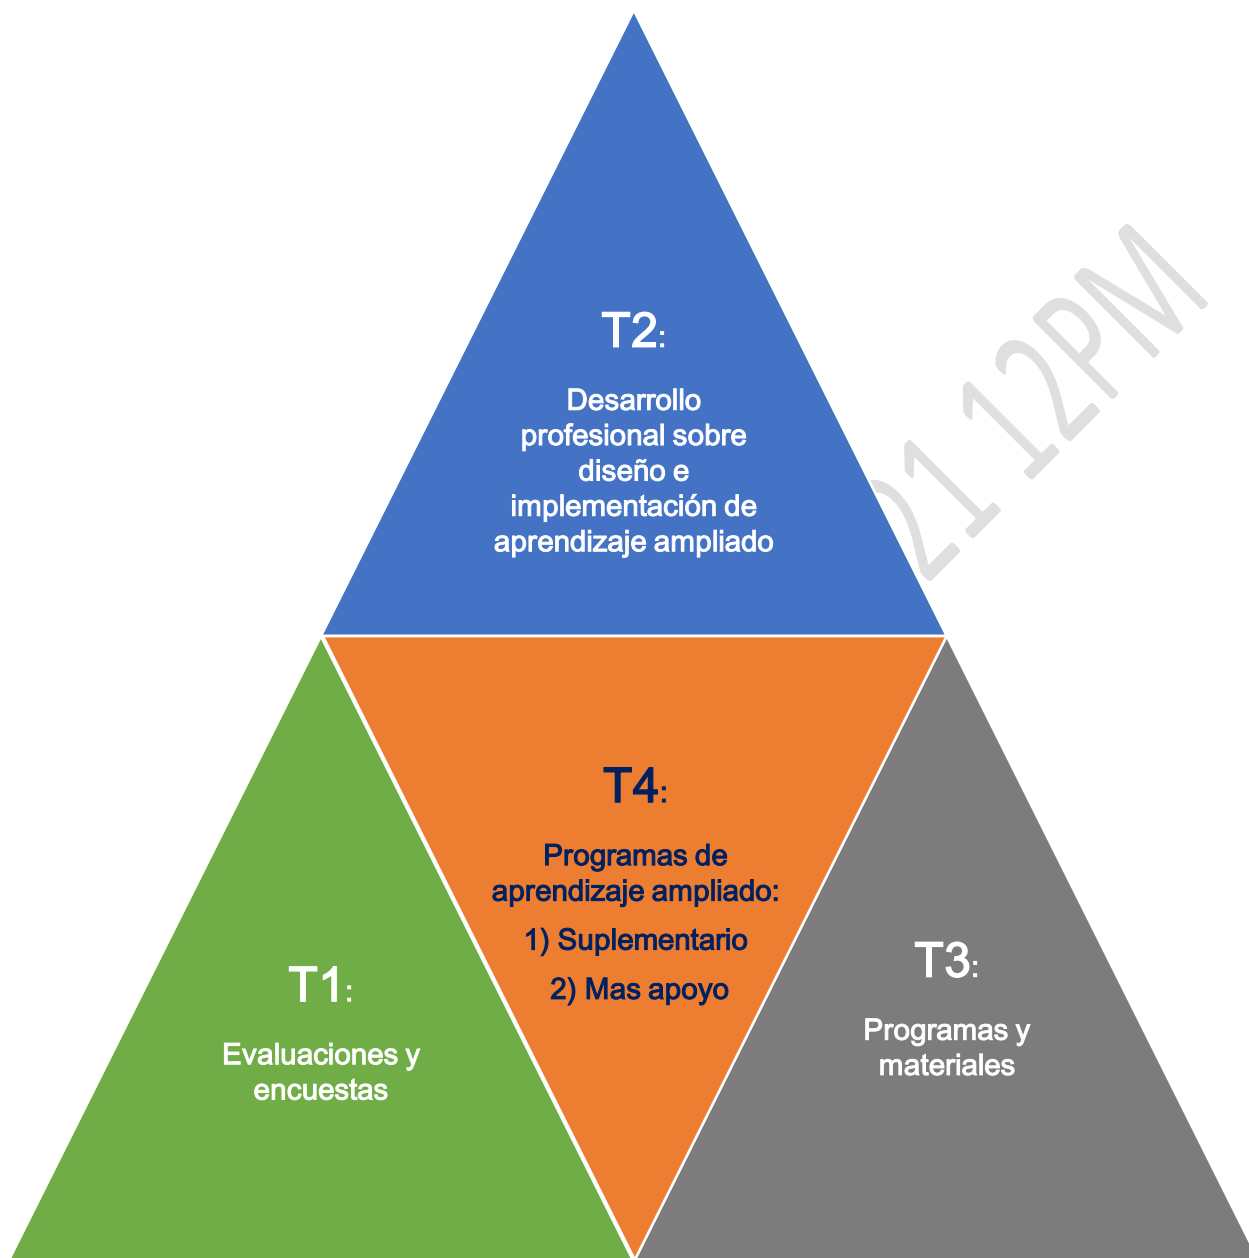 T2:
Desarrollo
profesional sobre
diseño e
implementación de
aprendizaje ampliado
T4:
Programas de
aprendizaje ampliado:
1) Suplementario
2) Mas apoyo
T1:
Evaluaciones y
encuestas
T3:
Programas y
materiales
21 12PM